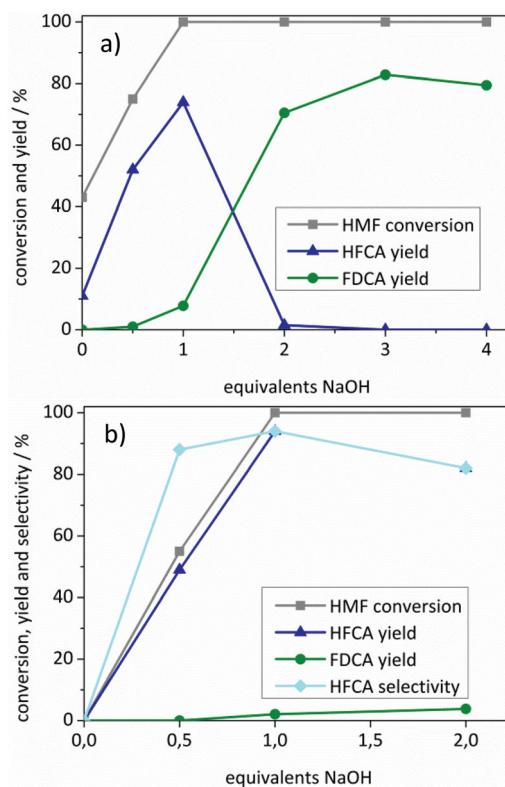 a)
conversion and yield / %
100
80
60
40
20
0
HMF conversion
HFCA yield
FDCA yield
0 1 2 3 4
equivalents NaOH
b)
conversion, yield and selectivity / %
100
80
60
40
20
0
HMF conversion
HFCA yield
FDCA yield
HFCA selectivity
0,0 0,5 1,0 1,5 2,0
equivalents NaOH